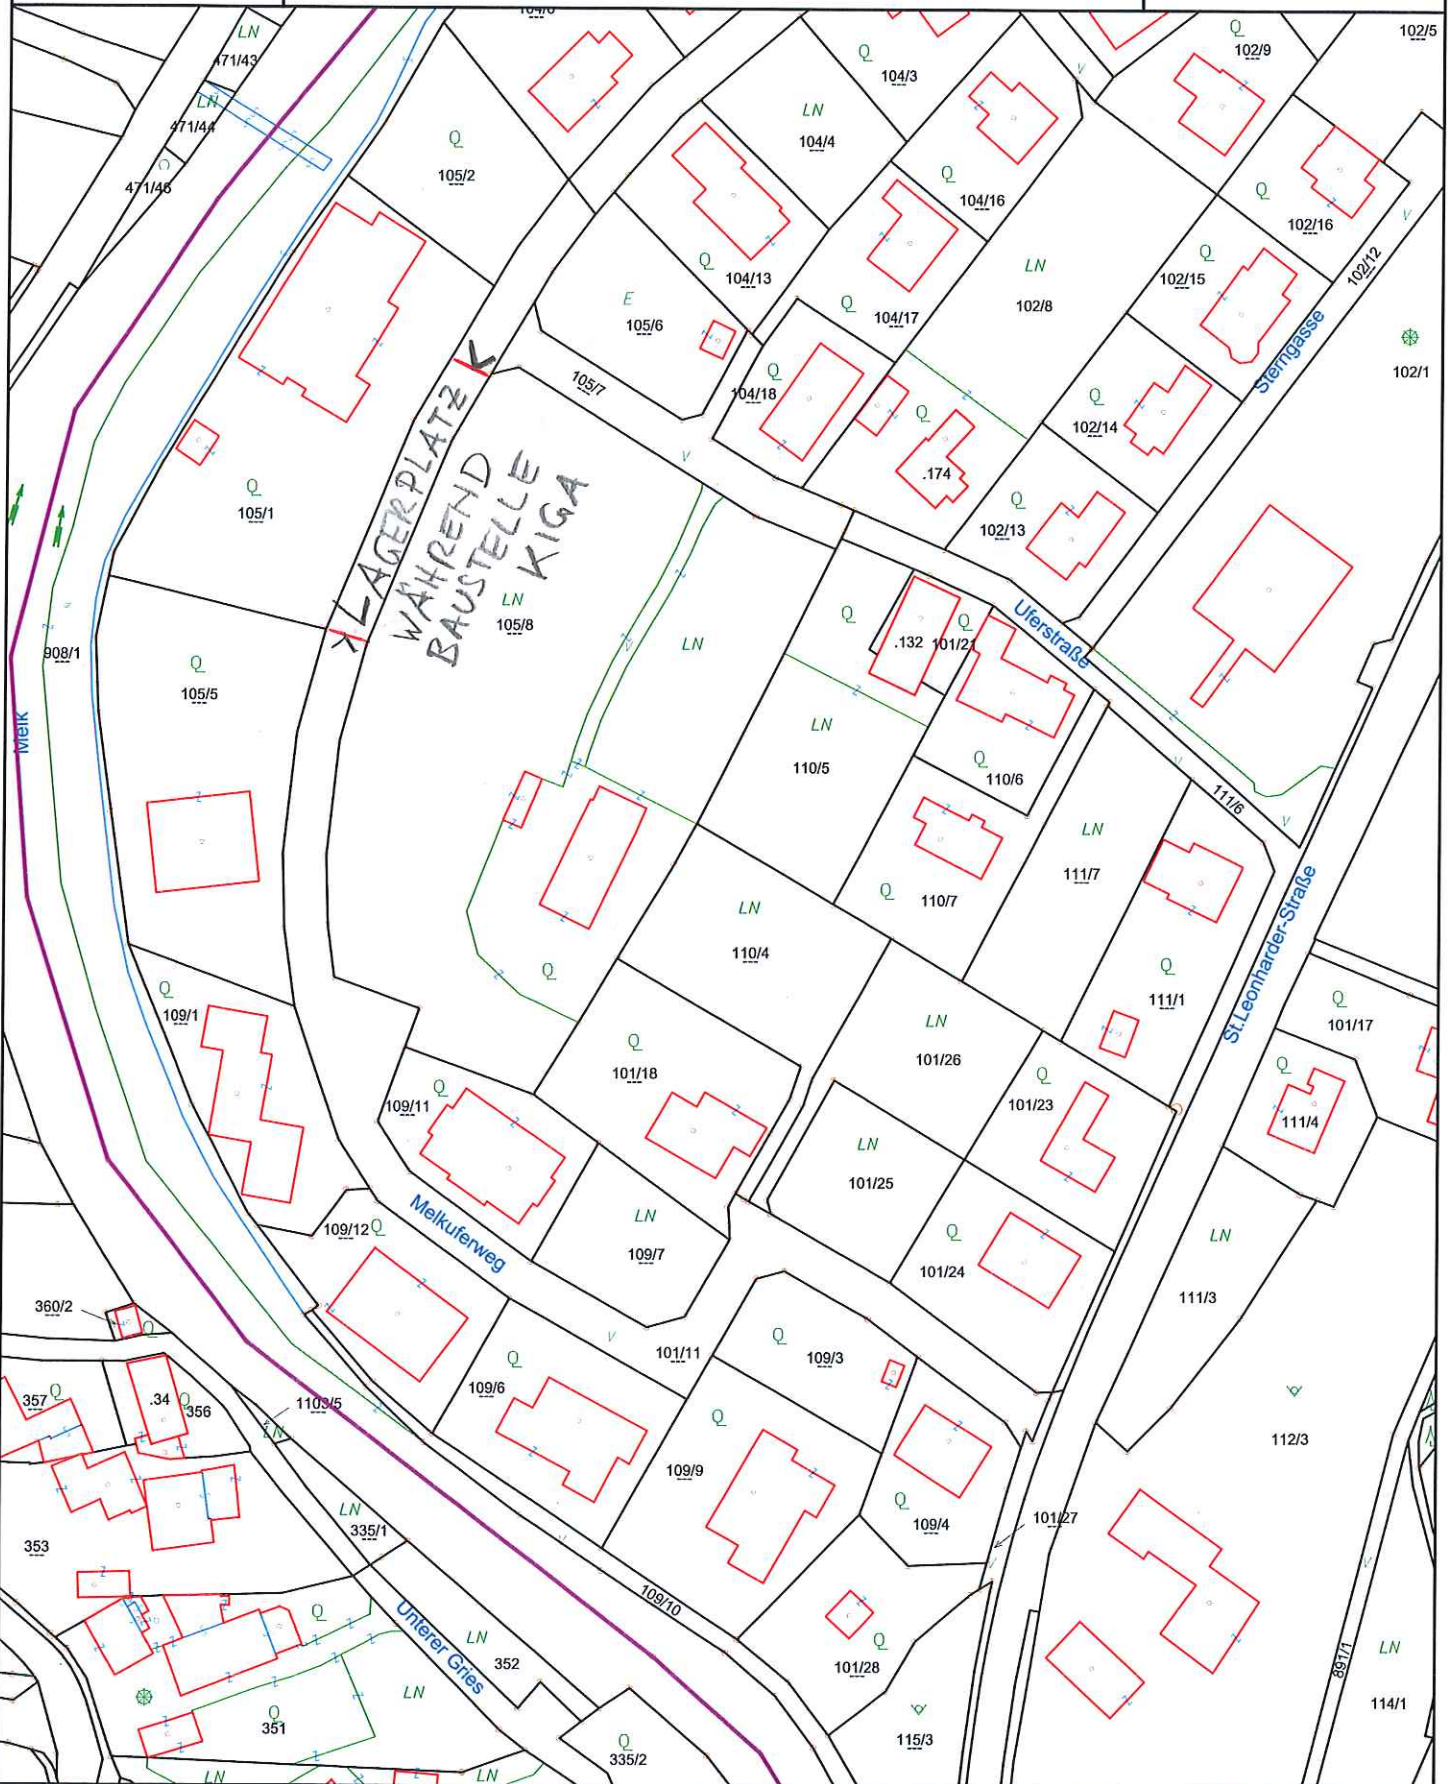 104/6
LN
471/43
LN
471/44
471/46
Q
105/2
Q
104/3
LN
104/4
V
Q
102/9
102/5
Q
104/16
Q
102/16
V
102/12
Q
104/13
Q
102/15
LN
102/8
E
105/6
Q
104/17
Sterngasse
102/1
105/7
Q
104/18
Q
.174
Q
102/14
LAGERPLATZ
WÄHREND
BAUSTELLE
KIGA
V
Q
105/1
Q
102/13
LN
105/8
LN
Q
.132
Q
101/21
Uferstraße
908/1
Melk
Q
105/5
LN
110/5
Q
110/6
V
111/6
V
LN
111/7
Q
110/7
LN
110/4
Q
Q
111/1
St.Leonharder-Straße
Q
109/1
Q
101/17
LN
101/26
Q
101/18
Q
101/23
Q
111/4
Q
109/11
LN
101/25
Melkuferweg
109/12
Q
LN
109/7
Q
101/24
LN
111/3
360/2
Q
V
101/11
Q
109/3
Q
109/6
357
Q
.34
Q
356
1103/5
LN
Q
109/9
112/3
Q
109/4
101/27
V
LN
335/1
353
V
109/10
Unterer Gries
Q
LN
352
LN
Q
351
Q
101/28
115/3
V
891/1
LN
114/1
Q
335/2
LN
LN